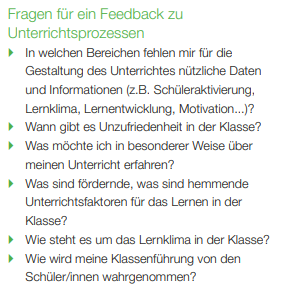 Fragen für ein Feedback zu
Unterrichtsprozessen
In welchen Bereichen fehlen mir für die
Gestaltung des Unterrichtes nützliche Daten
und Informationen (z.B. Schüleraktivierung,
Lernklima, Lernentwicklung, Motivation...)?
Wann gibt es Unzufriedenheit in der Klasse?
Was möchte ich in besonderer Weise über
meinen Unterricht erfahren?
Was sind fördernde, was sind hemmende
Unterrichtsfaktoren für das Lernen in der
Klasse?
Wie steht es um das Lernklima in der Klasse?
Wie wird meine Klassenführung von den
Schüler/innen wahrgenommen?